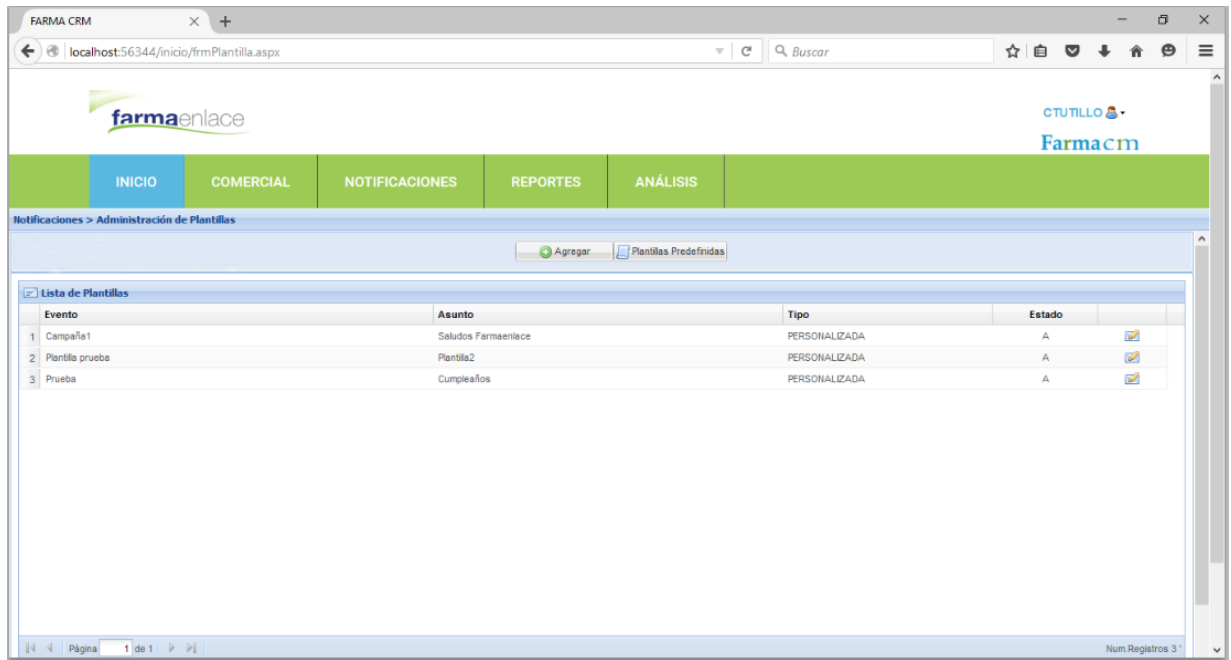 FARMA CRM
localhost:56344/inicio/frmPlantilla.aspx
Buscar
farmaenlace
CTUTILLO
Farmacm
INICIO COMERCIAL NOTIFICACIONES REPORTES ANÁLISIS
Notificaciones > Administración de Plantillas
Agregar Plantillas Predefinidas
Lista de Plantillas
Evento Asunto Tipo Estado
1 Campaña1 Saludos Farmaenlace PERSONALIZADA A
2 Plantilla prueba Plantilla2 PERSONALIZADA A
3 Prueba Cumpleaños PERSONALIZADA A
Página 1 de 1 Num.Registros 3